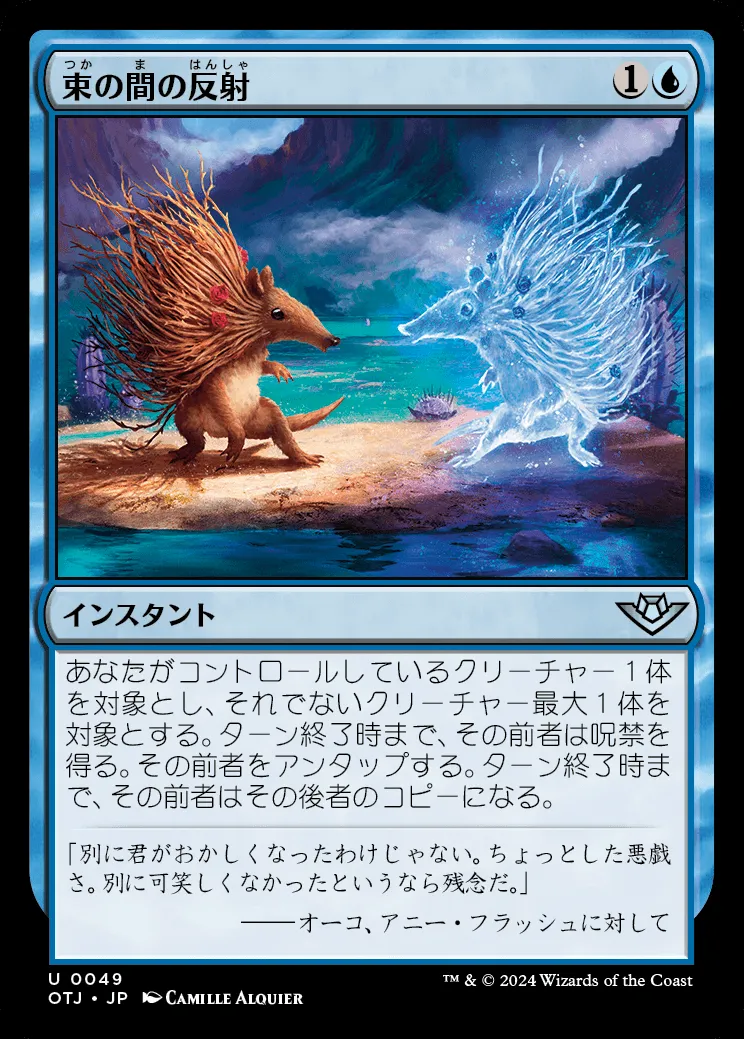 つか ま はんしゃ
束の間の反射 1
インスタント
あなたがコントロールしているクリーチャー１体
を対象とし、それでないクリーチャー最大１体を
対象とする。ターン終了時まで、その前者は呪禁を
得る。その前者をアンタップする。ターン終了時ま
で、その前者はその後者のコピーになる。
「別に君がおかしくなったわけじゃない。ちょっとした悪戯
さ。別に可笑しくなかったというなら残念だ。」
――オーコ、アニー・フラッシュに対して
U 0049
OTJ • JP CAMILLE ALQUIER
™ & © 2024 Wizards of the Coast